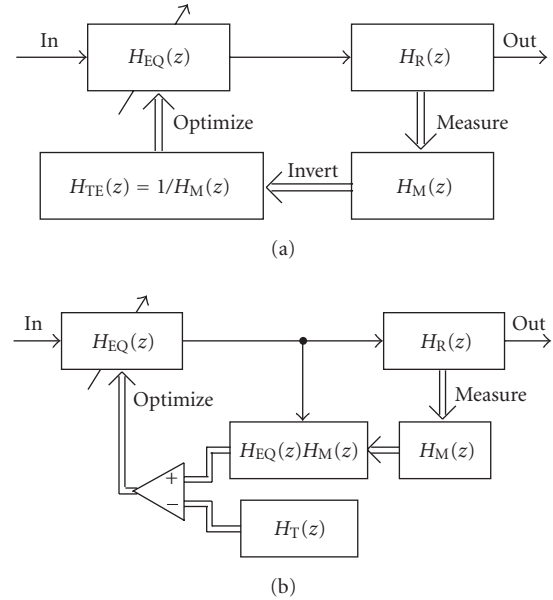 In
H_EQ(z)
H_R(z)
Out
Optimize
Measure
H_TE(z) = 1/H_M(z)
Invert
H_M(z)
(a)
In
H_EQ(z)
H_R(z)
Out
Optimize
Measure
H_EQ(z)H_M(z)
H_M(z)
+
−
H_T(z)
(b)